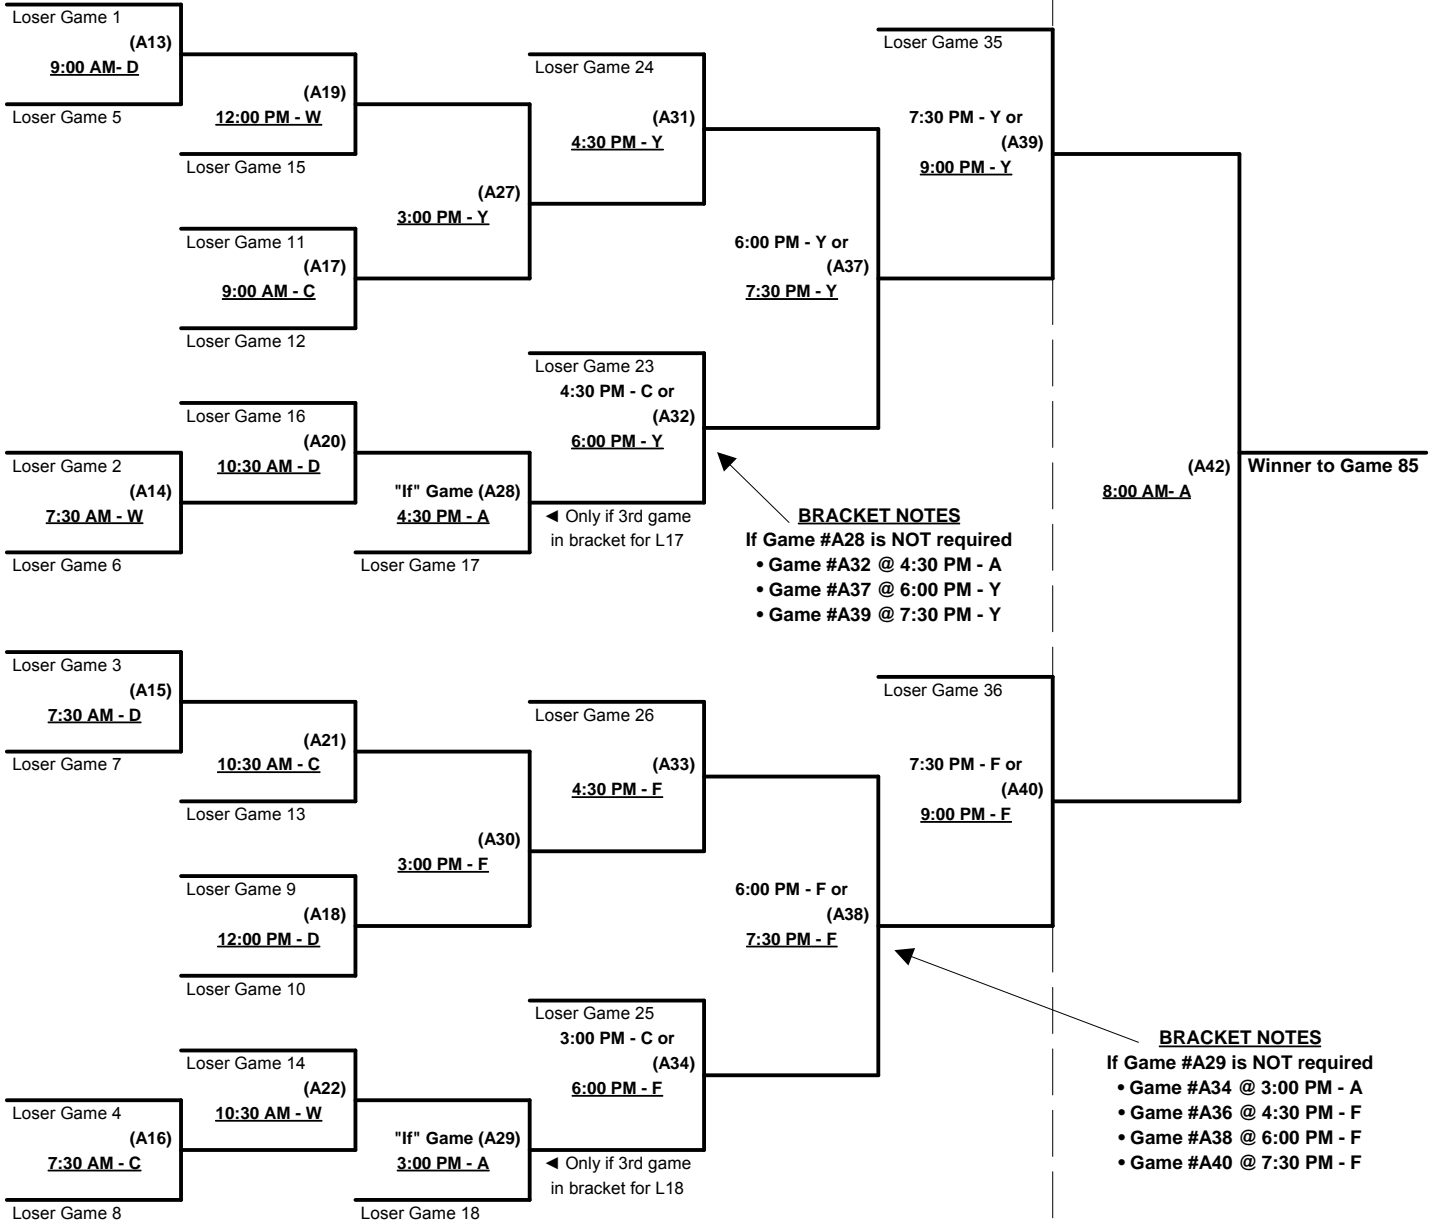 Loser Game 1
(A13)
9:00 AM- D
Loser Game 5
(A19)
12:00 PM - W
Loser Game 15
(A27)
3:00 PM - Y
Loser Game 11
(A17)
9:00 AM - C
Loser Game 12
Loser Game 24
(A31)
4:30 PM - Y
Loser Game 35
7:30 PM - Y or
(A39)
9:00 PM - Y
6:00 PM - Y or
(A37)
7:30 PM - Y
Loser Game 23
4:30 PM - C or
(A32)
6:00 PM - Y
Loser Game 16
(A20)
10:30 AM - D
Loser Game 2
(A14)
7:30 AM - W
Loser Game 6
"If" Game (A28)
4:30 PM - A
Loser Game 17
◄ Only if 3rd game
in bracket for L17
BRACKET NOTES
If Game #A28 is NOT required
• Game #A32 @ 4:30 PM - A
• Game #A37 @ 6:00 PM - Y
• Game #A39 @ 7:30 PM - Y
(A42)
8:00 AM- A
Winner to Game 85
Loser Game 3
(A15)
7:30 AM - D
Loser Game 7
(A21)
10:30 AM - C
Loser Game 13
(A30)
3:00 PM - F
Loser Game 9
(A18)
12:00 PM - D
Loser Game 10
Loser Game 26
(A33)
4:30 PM - F
Loser Game 36
7:30 PM - F or
(A40)
9:00 PM - F
6:00 PM - F or
(A38)
7:30 PM - F
Loser Game 25
3:00 PM - C or
(A34)
6:00 PM - F
Loser Game 14
(A22)
10:30 AM - W
Loser Game 4
(A16)
7:30 AM - C
Loser Game 8
"If" Game (A29)
3:00 PM - A
Loser Game 18
◄ Only if 3rd game
in bracket for L18
BRACKET NOTES
If Game #A29 is NOT required
• Game #A34 @ 3:00 PM - A
• Game #A36 @ 4:30 PM - F
• Game #A38 @ 6:00 PM - F
• Game #A40 @ 7:30 PM - F